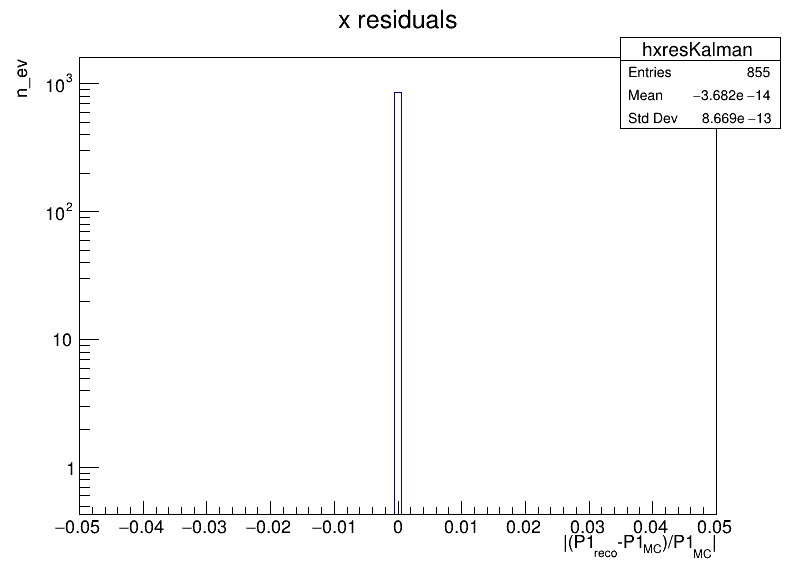 x residuals
hxresKalman
Entries 855
Mean −3.682e −14
Std Dev 8.669e −13
n_ev
10³
10²
10
1
−0.05 −0.04 −0.03 −0.02 −0.01 0 0.01 0.02 0.03 0.04 0.05
|(P1reco-P1MC)/P1MC|